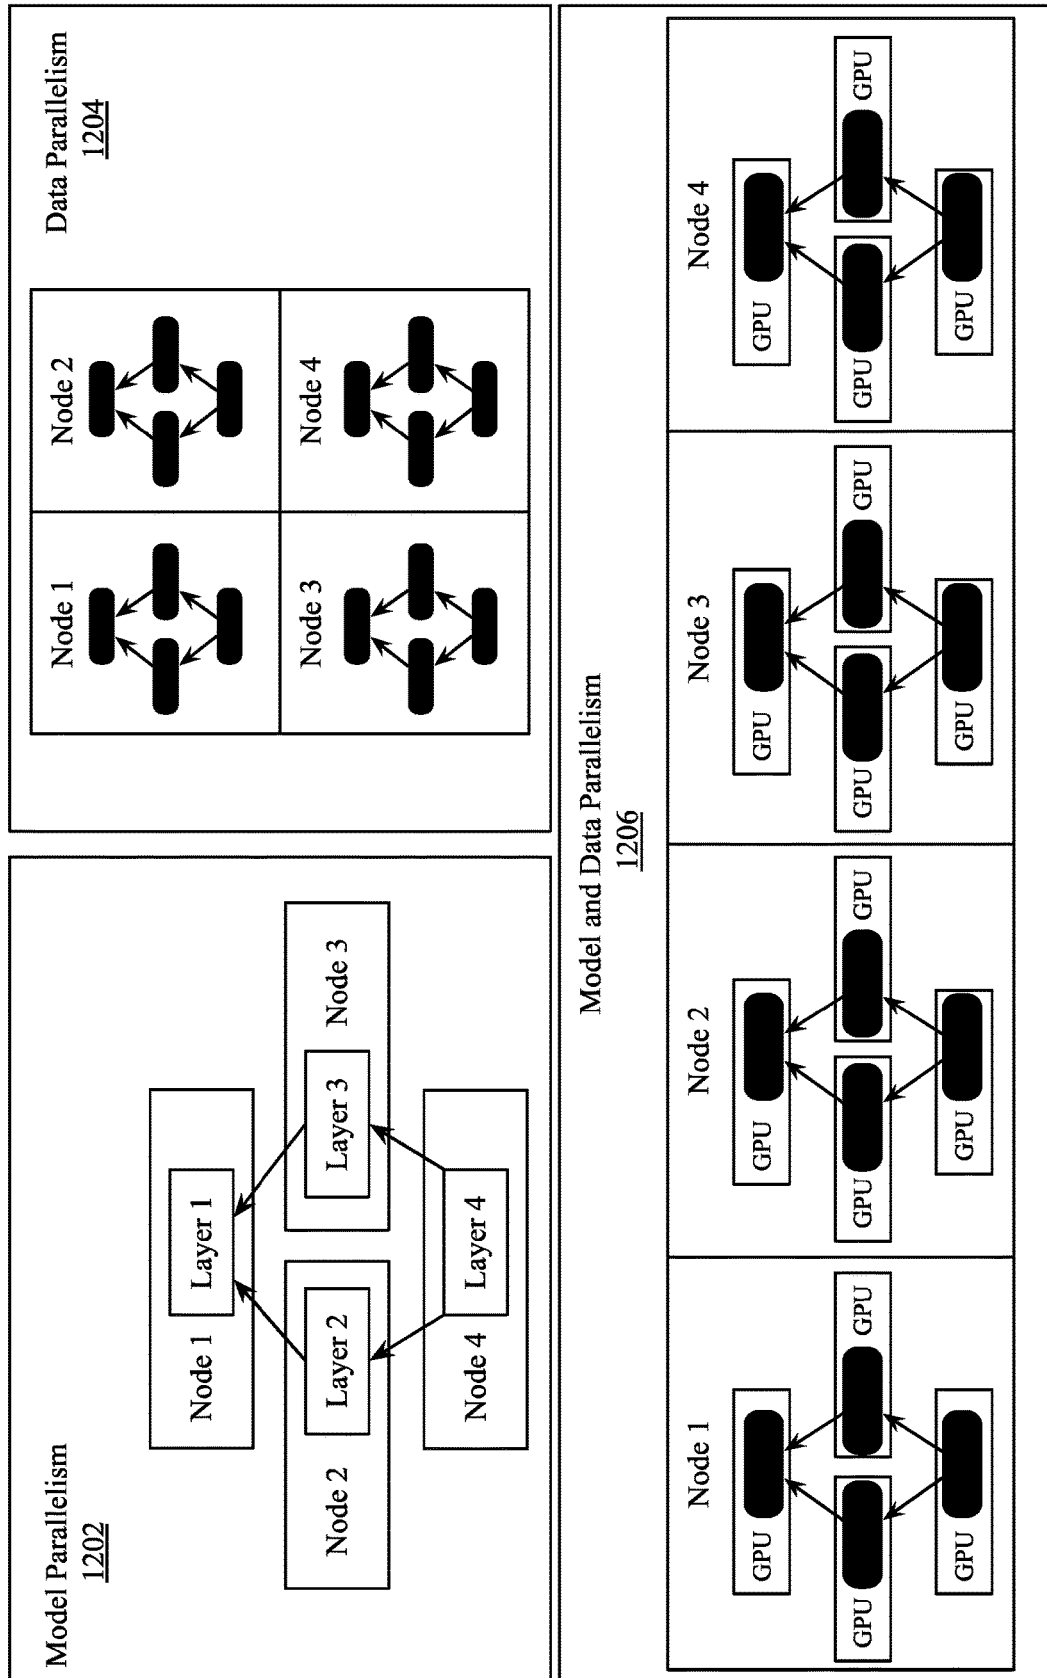 Model Parallelism
1202
Node 1
Layer 1
Node 2
Layer 2
Layer 3
Node 3
Node 4
Layer 4
Data Parallelism
1204
Node 1
Node 2
Node 3
Node 4
Model and Data Parallelism
1206
Node 1
GPU
GPU
GPU
GPU
Node 2
GPU
GPU
GPU
GPU
Node 3
GPU
GPU
GPU
GPU
Node 4
GPU
GPU
GPU
GPU